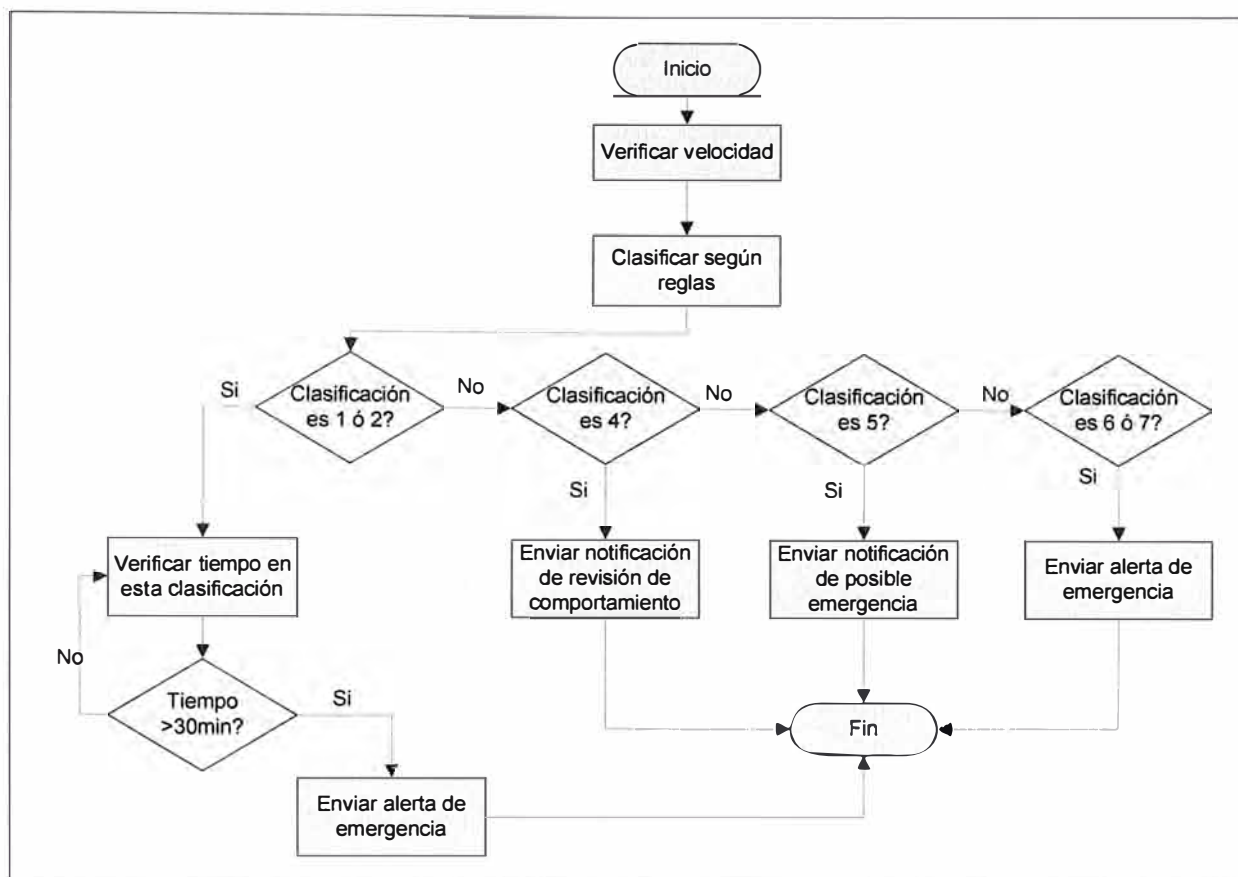 Inicio
Verificar velocidad
Clasificar según
reglas
Si
Clasificación
es 1 ó 2?
No
Clasificación
es 4?
No
Clasificación
es 5?
No
Clasificación
es 6 ó 7?
Si
Si
Si
Verificar tiempo en
esta clasificación
Enviar notificación
de revisión de
comportamiento
Enviar notificación
de posible
emergencia
Enviar alerta de
emergencia
No
Tiempo
>30min?
Si
Fin
Enviar alerta de
emergencia